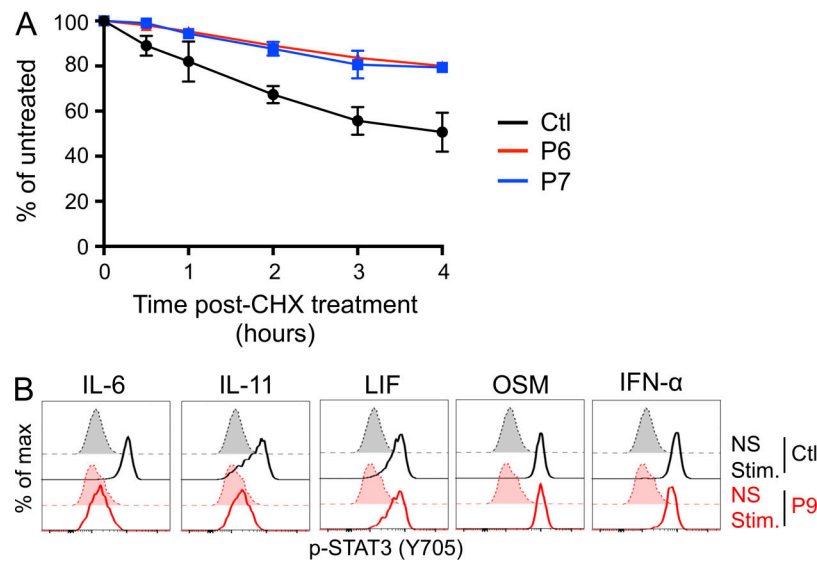 A
100
80
60
40
20
0
% of untreated
0 1 2 3 4
Time post-CHX treatment
(hours)
Ctl
P6
P7
B
IL-6 IL-11 LIF OSM IFN-α
% of max
NS
Stim.
Ctl
NS
Stim.
P9
p-STAT3 (Y705)